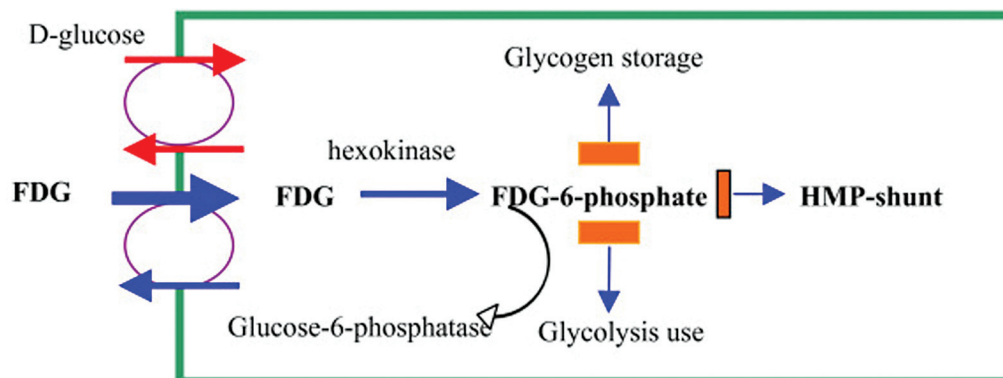 D-glucose
Glycogen storage
hexokinase
FDG
FDG
FDG-6-phosphate
HMP-shunt
Glucose-6-phosphatase
Glycolysis use